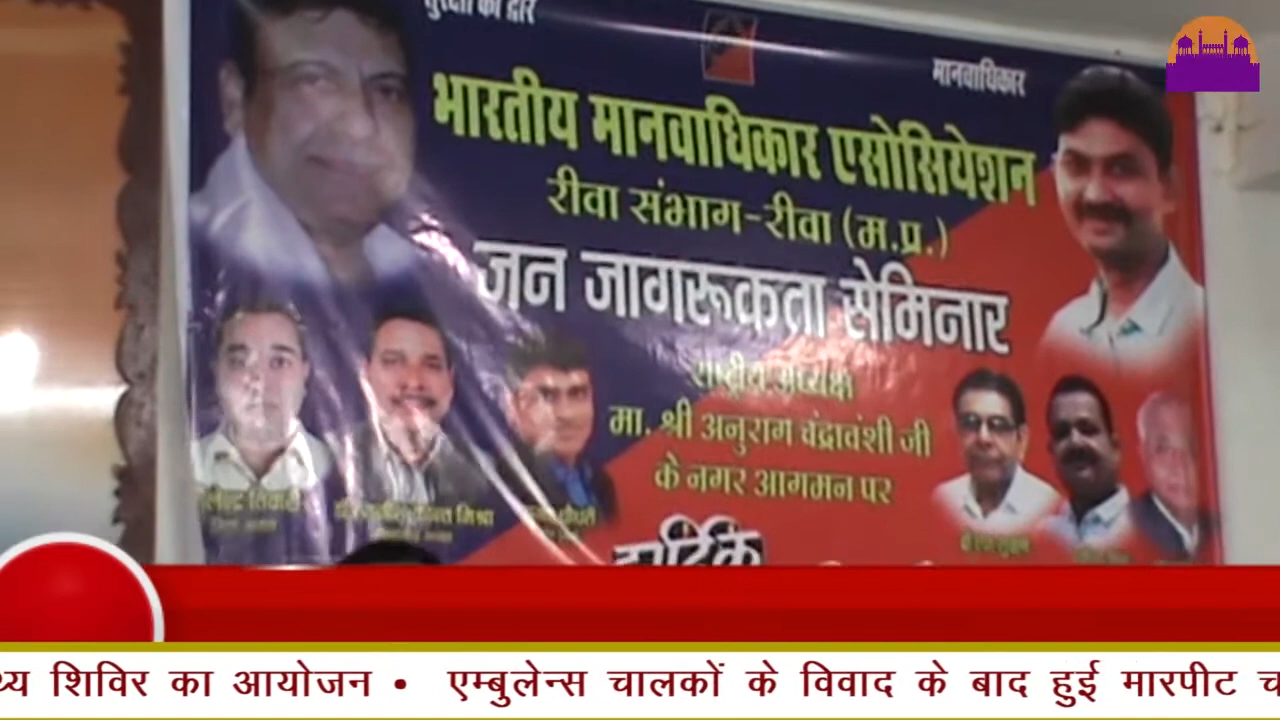 सुरक्षा का द्वार
मानवाधिकार
भारतीय मानवाधिकार एसोसियेशन
रीवा संभाग-रीवा (म.प्र.)
जन जागरूकता सेमिनार
राष्ट्रीय अध्यक्ष
मा. श्री अनुराग चंद्रावंशी जी
के नगर आगमन पर
मिश्रा
हार्दिक
शिविर का आयोजन • एम्बुलेन्स चालकों के विवाद के बाद हुई मारपीट